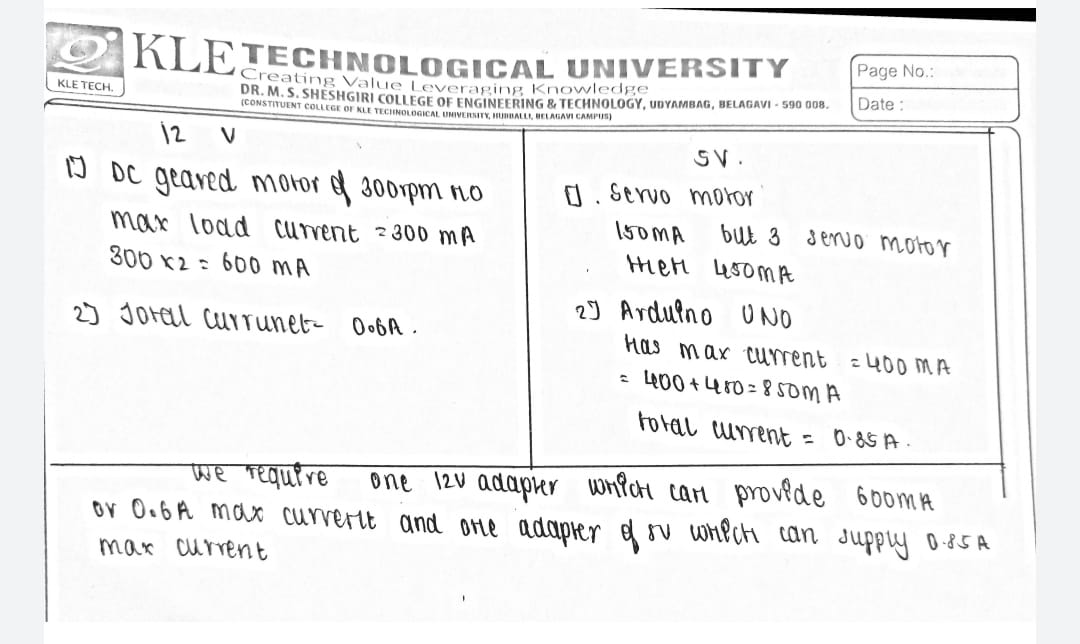 KLE TECHNOLOGICAL UNIVERSITY
Creating Value Leveraging Knowledge
KLE TECH.
DR. M. S. SHESHGIRI COLLEGE OF ENGINEERING & TECHNOLOGY, UDYAMBAG, BELAGAVI - 590 008.
(CONSTITUENT COLLEGE OF KLE TECHNOLOGICAL UNIVERSITY, HUBBALLI, BELAGAVI CAMPUS)
Page No.:
Date :
12 V
1] DC geared motor of 300rpm no
max load current = 300 mA
300 x 2 = 600 mA
2] Total currunet- 0.6A.
5V.
1]. Servo motor
150mA but 3 servo motor
then 450mA
2] Arduino UNO
Has max current = 400 mA
= 400 + 450 = 850mA
total current = 0.85 A.
we require one 12V adapter which can provide 600mA
or 0.6A max current and one adapter of 5V which can supply 0.85A
max current